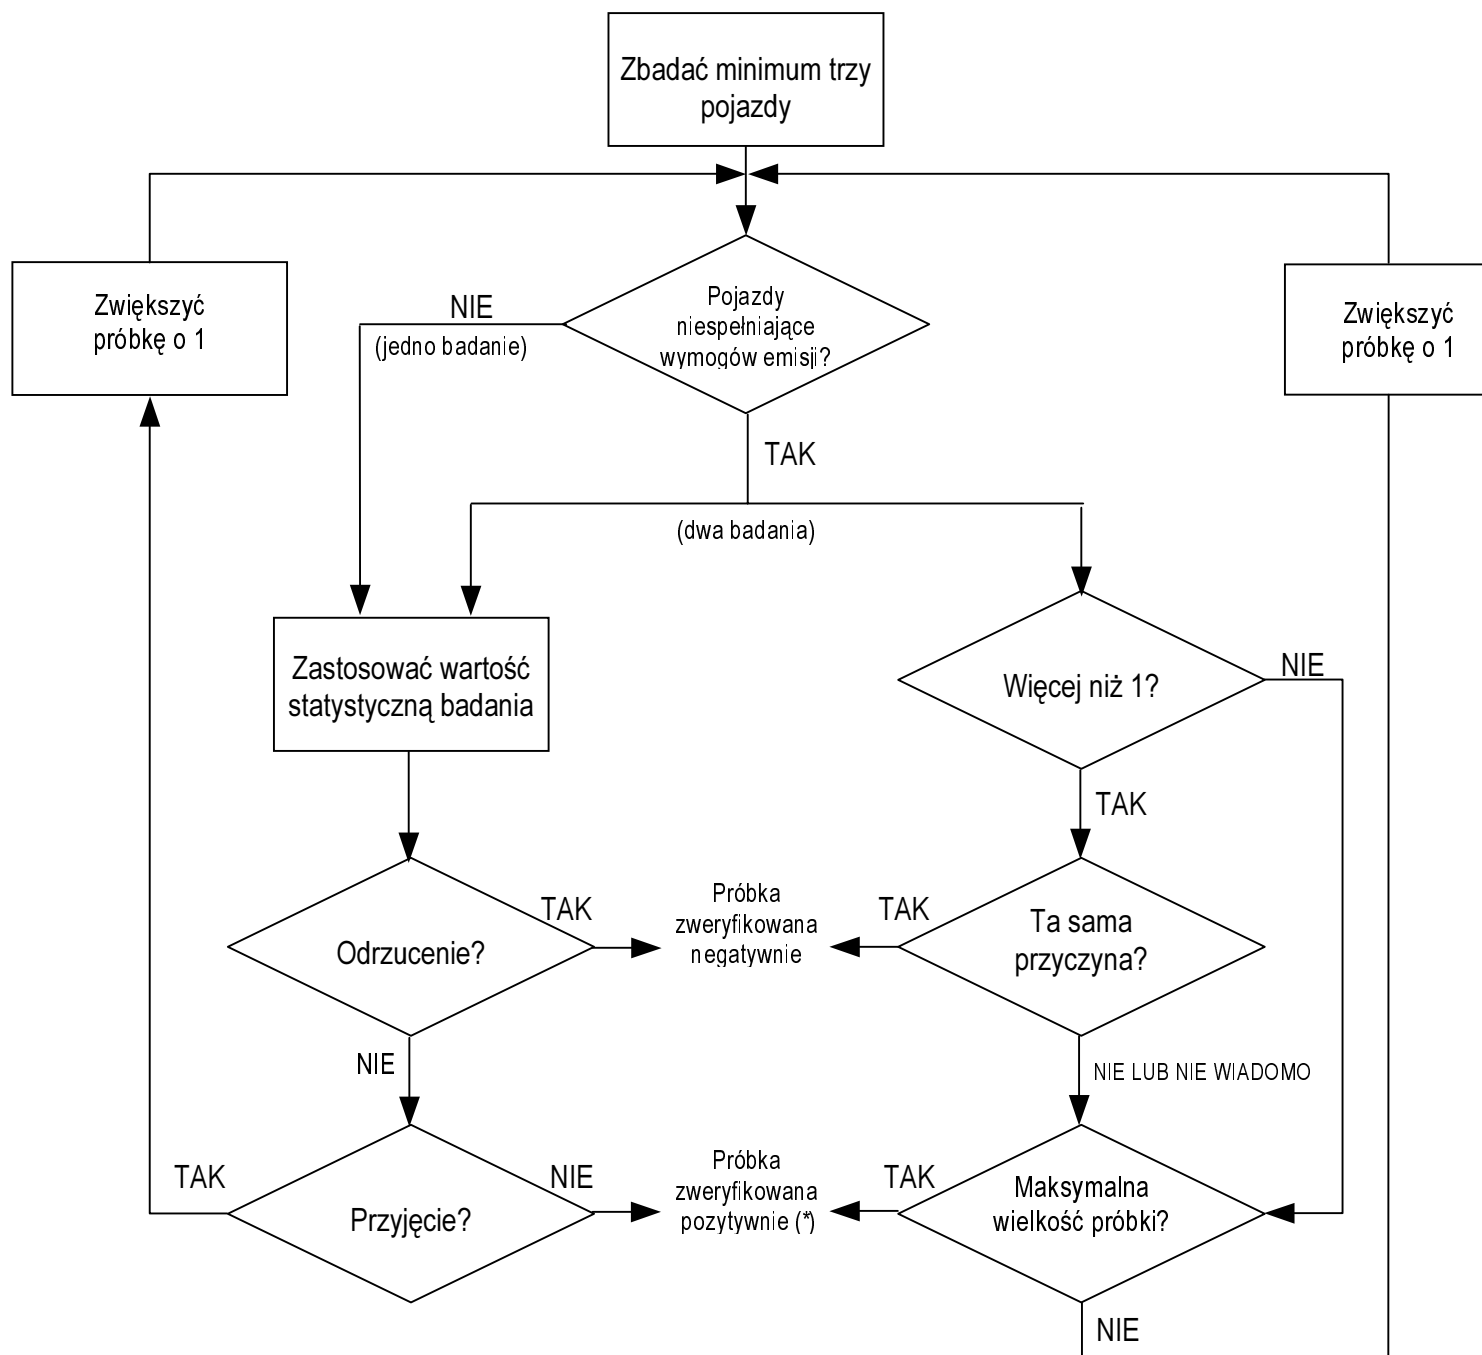 Zbadać minimum trzy
pojazdy
Zwiększyć
próbkę o 1
NIE
(jedno badanie)
Pojazdy
niespełniające
wymogów emisji?
Zwiększyć
próbkę o 1
TAK
(dwa badania)
Zastosować wartość
statystyczną badania
Więcej niż 1?
NIE
TAK
Odrzucenie?
TAK
Próbka
zweryfikowana
negatywnie
TAK
Ta sama
przyczyna?
NIE
NIE LUB NIE WIADOMO
TAK
Przyjęcie?
NIE
Próbka
zweryfikowana
pozytywnie (*)
TAK
Maksymalna
wielkość próbki?
NIE